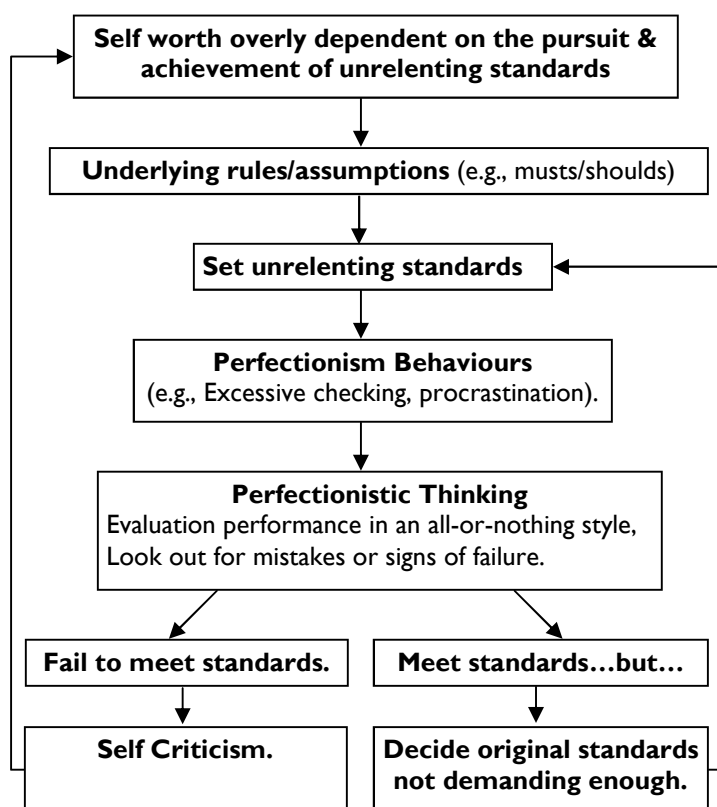 Self worth overly dependent on the pursuit &
achievement of unrelenting standards
Underlying rules/assumptions (e.g., musts/shoulds)
Set unrelenting standards
Perfectionism Behaviours
(e.g., Excessive checking, procrastination).
Perfectionistic Thinking
Evaluation performance in an all-or-nothing style,
Look out for mistakes or signs of failure.
Fail to meet standards.
Meet standards…but…
Self Criticism.
Decide original standards
not demanding enough.